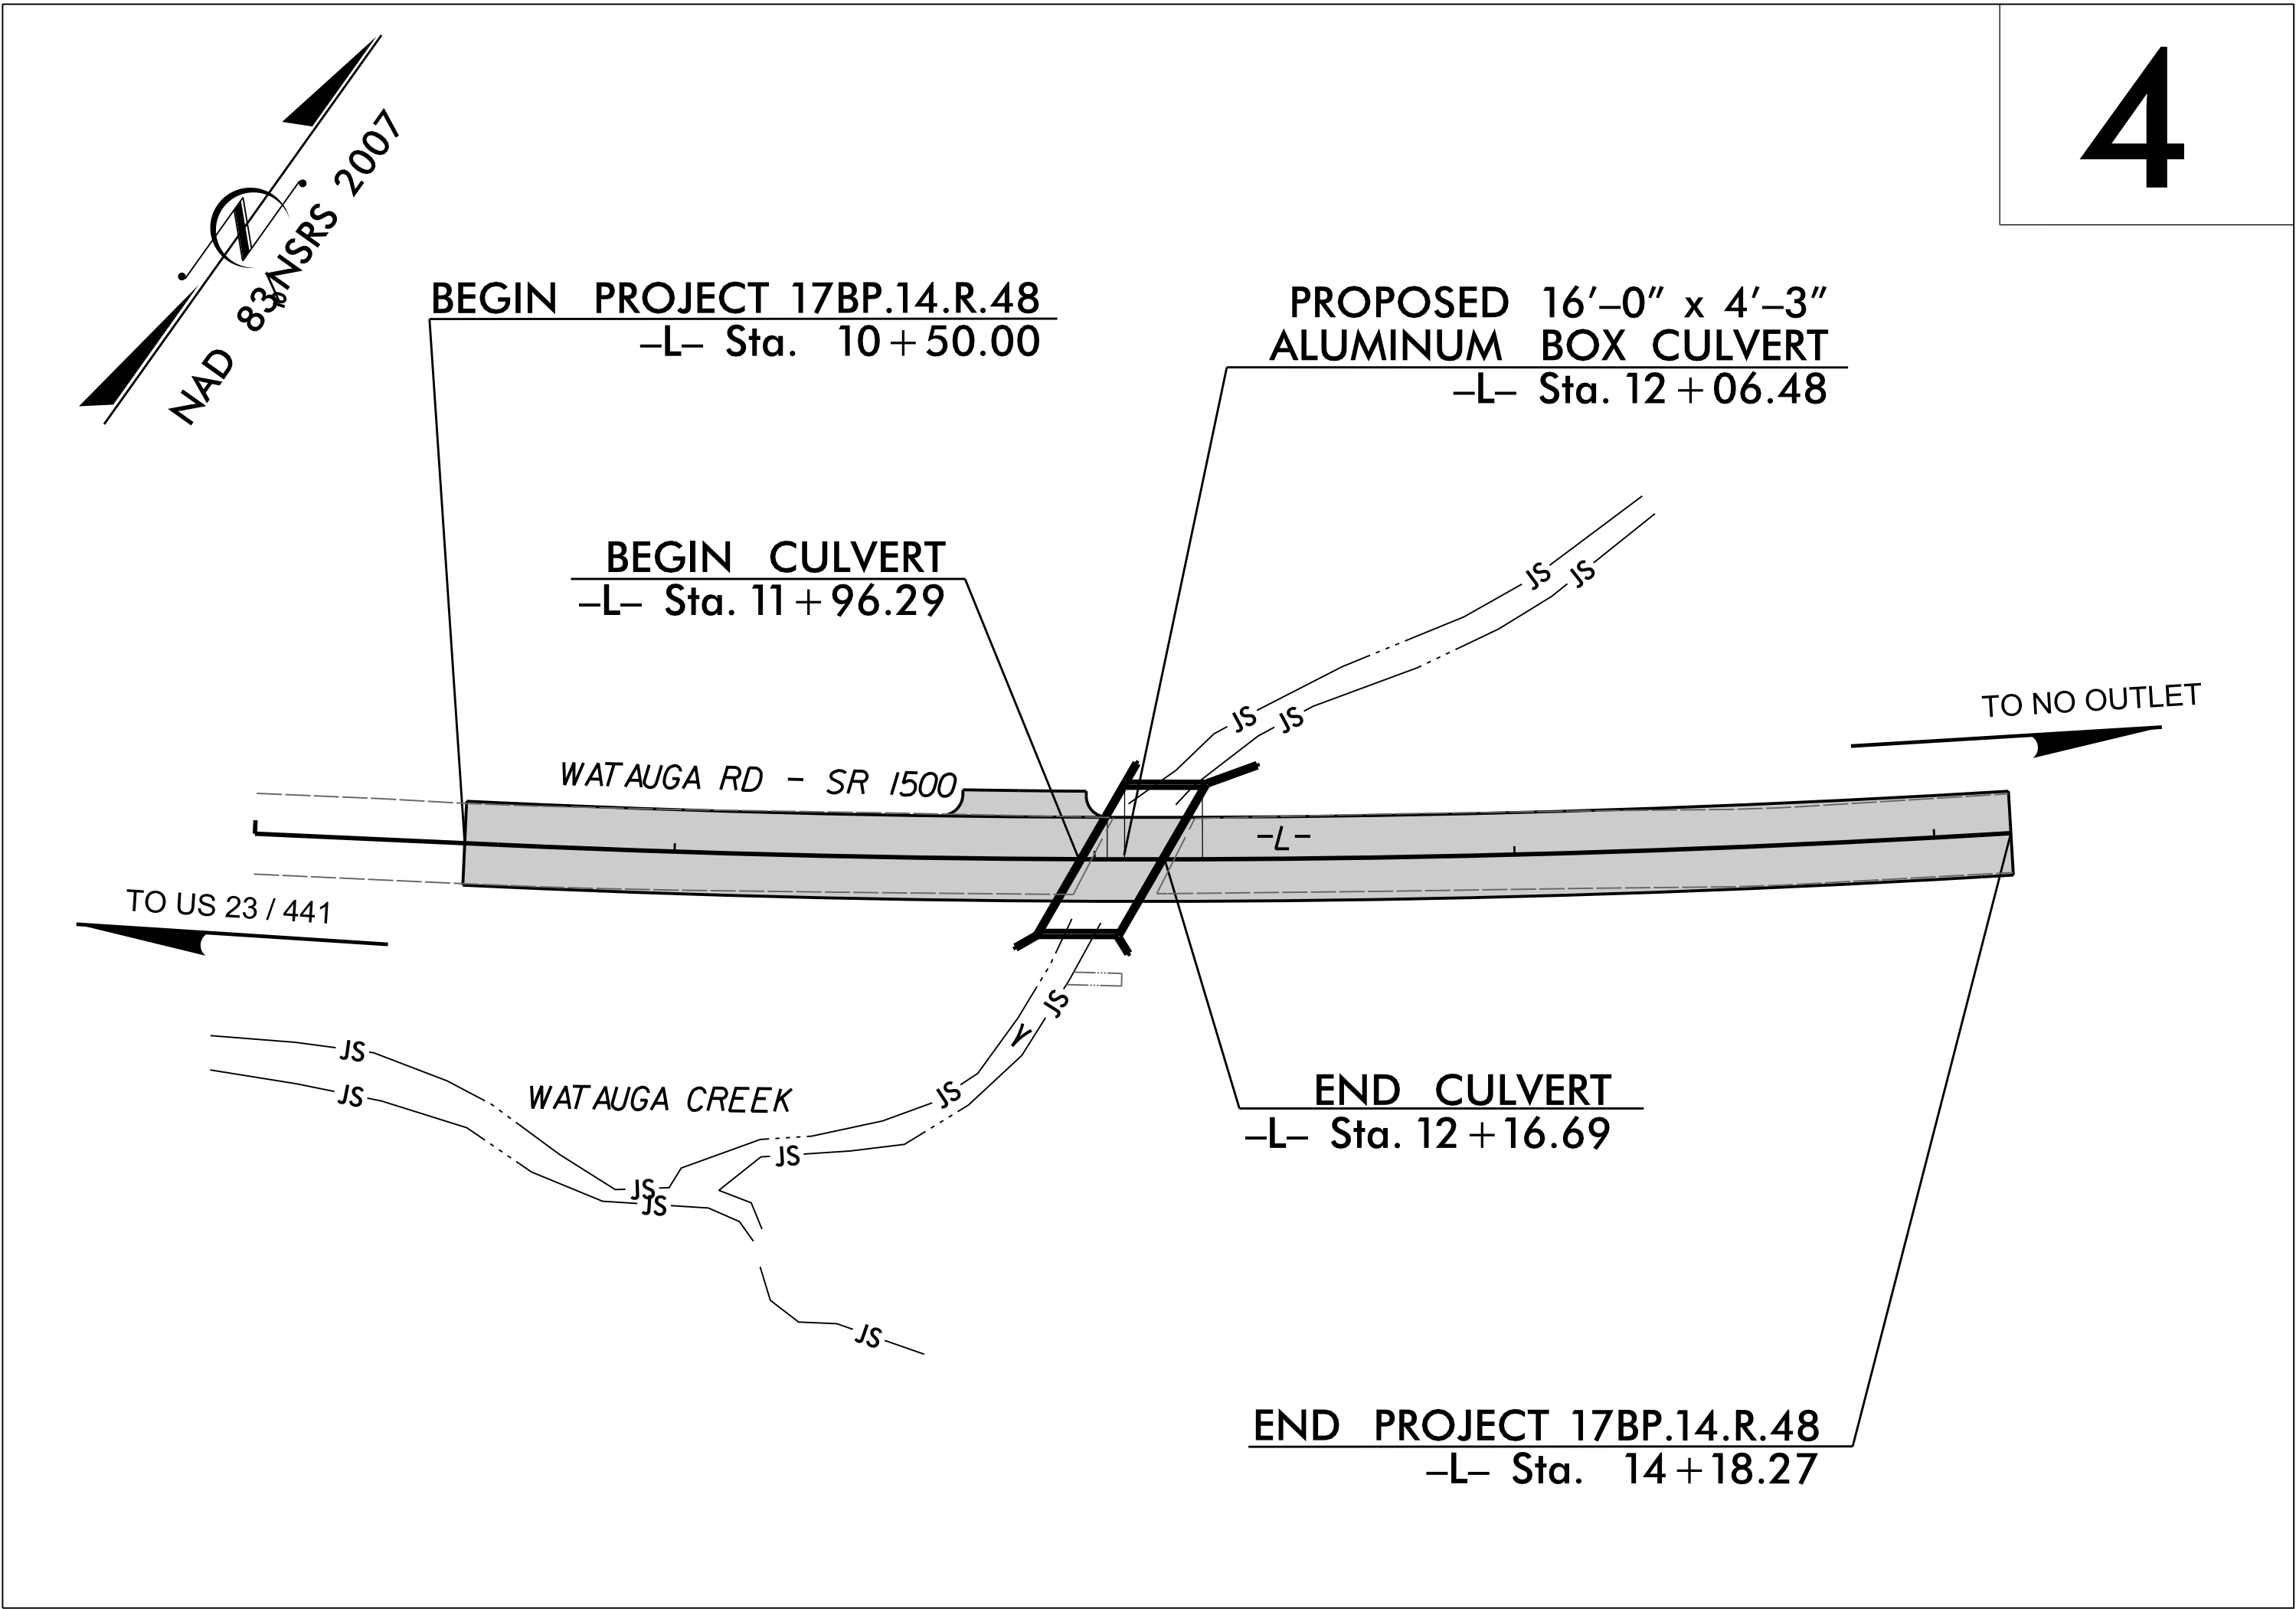 4
NAD 83/NSRS 2007
BEGIN PROJECT 17BP.14.R.48
–L– Sta. 10+50.00
PROPOSED 16'–0" x 4'–3"
ALUMINUM BOX CULVERT
–L– Sta. 12+06.48
BEGIN CULVERT
–L– Sta. 11+96.29
JS
JS
JS
JS
TO NO OUTLET
WATAUGA RD - SR 1500
-L-
TO US 23 / 441
JS
JS
JS
WATAUGA CREEK
JS
JS
JS
JS
END CULVERT
–L– Sta. 12+16.69
JS
END PROJECT 17BP.14.R.48
–L– Sta. 14+18.27